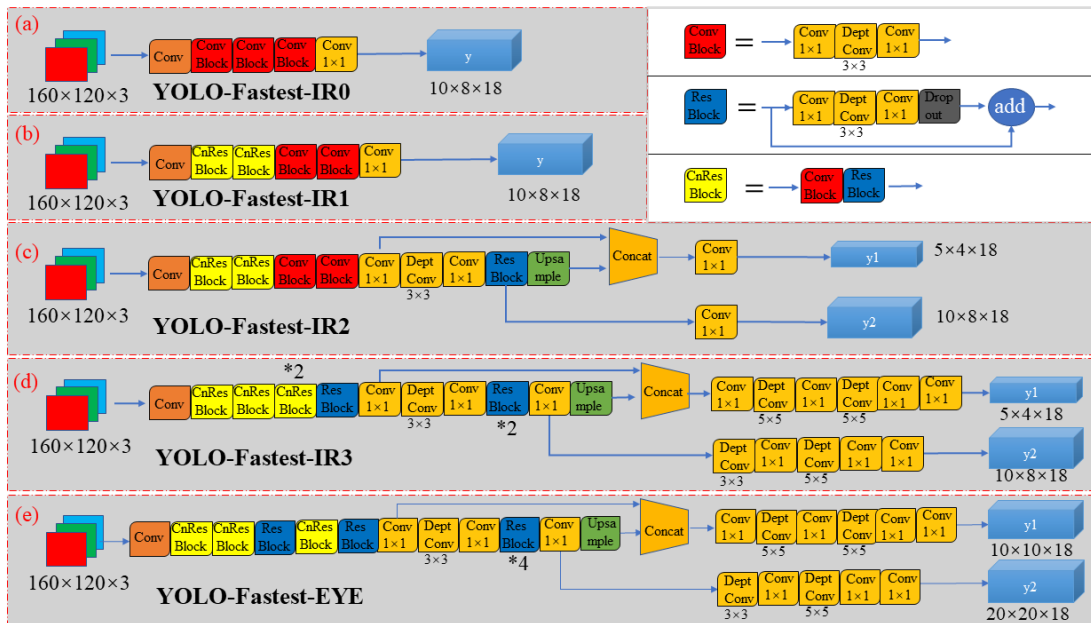 (a)
160×120×3
Conv
Conv
Block
Conv
Block
Conv
Block
Conv
1×1
y
10×8×18
YOLO-Fastest-IR0
Conv
Block
=
Conv
1×1
Dept
Conv
3×3
Conv
1×1
Res
Block
=
Conv
1×1
Dept
Conv
3×3
Conv
1×1
Drop
out
add
CnRes
Block
=
Conv
Block
Res
Block
(b)
160×120×3
Conv
CnRes
Block
CnRes
Block
Conv
Block
Conv
Block
Conv
1×1
y
10×8×18
YOLO-Fastest-IR1
(c)
160×120×3
Conv
CnRes
Block
CnRes
Block
Conv
Block
Conv
Block
Conv
1×1
Dept
Conv
3×3
Conv
1×1
Res
Block
Upsa
mple
Concat
Conv
1×1
y1
5×4×18
Conv
1×1
y2
10×8×18
YOLO-Fastest-IR2
(d)
160×120×3
Conv
CnRes
Block
CnRes
Block
*2
CnRes
Block
Res
Block
Conv
1×1
Dept
Conv
3×3
Conv
1×1
Res
Block
*2
Conv
1×1
Upsa
mple
Concat
Conv
1×1
Dept
Conv
5×5
Conv
1×1
Dept
Conv
5×5
Conv
1×1
Conv
1×1
y1
5×4×18
Dept
Conv
3×3
Conv
1×1
Dept
Conv
5×5
Conv
1×1
Conv
1×1
y2
10×8×18
YOLO-Fastest-IR3
(e)
160×120×3
Conv
CnRes
Block
CnRes
Block
Res
Block
CnRes
Block
Res
Block
Conv
1×1
Dept
Conv
3×3
Conv
1×1
Res
Block
*4
Conv
1×1
Upsa
mple
Concat
Conv
1×1
Dept
Conv
5×5
Conv
1×1
Dept
Conv
5×5
Conv
1×1
Conv
1×1
y1
10×10×18
Dept
Conv
3×3
Conv
1×1
Dept
Conv
5×5
Conv
1×1
Conv
1×1
y2
20×20×18
YOLO-Fastest-EYE